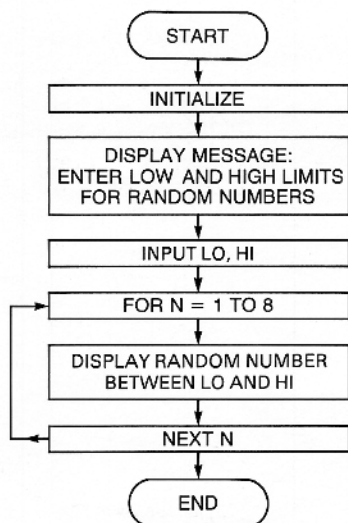 START
INITIALIZE
DISPLAY MESSAGE:
ENTER LOW AND HIGH LIMITS
FOR RANDOM NUMBERS
INPUT LO, HI
FOR N = 1 TO 8
DISPLAY RANDOM NUMBER
BETWEEN LO AND HI
NEXT N
END